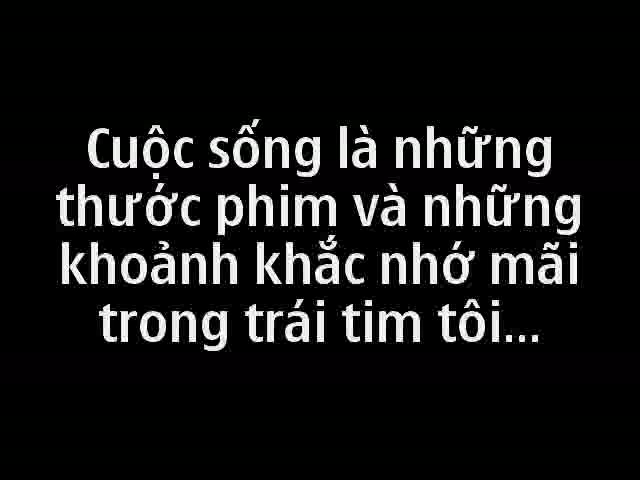 Cuộc sống là những
thước phim và những
khoảnh khắc nhớ mãi
trong trái tim tôi...